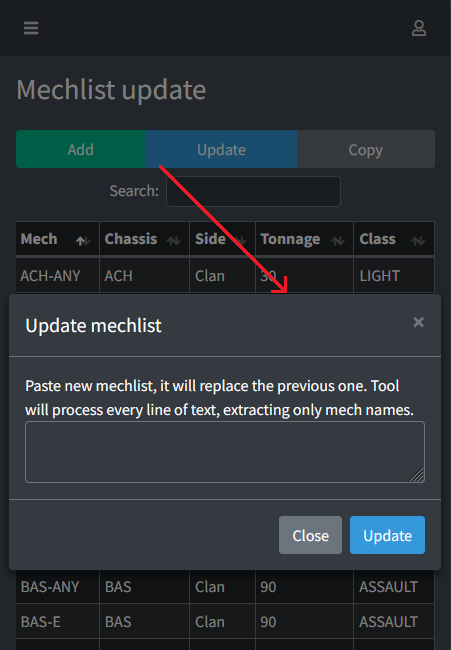 Mechlist update
Add Update Copy
Search:
Mech Chassis Side Tonnage Class
ACH-ANY ACH Clan 30 LIGHT
Update mechlist ×
Paste new mechlist, it will replace the previous one. Tool
will process every line of text, extracting only mech names.
Close Update
BAS-ANY BAS Clan 90 ASSAULT
BAS-E BAS Clan 90 ASSAULT